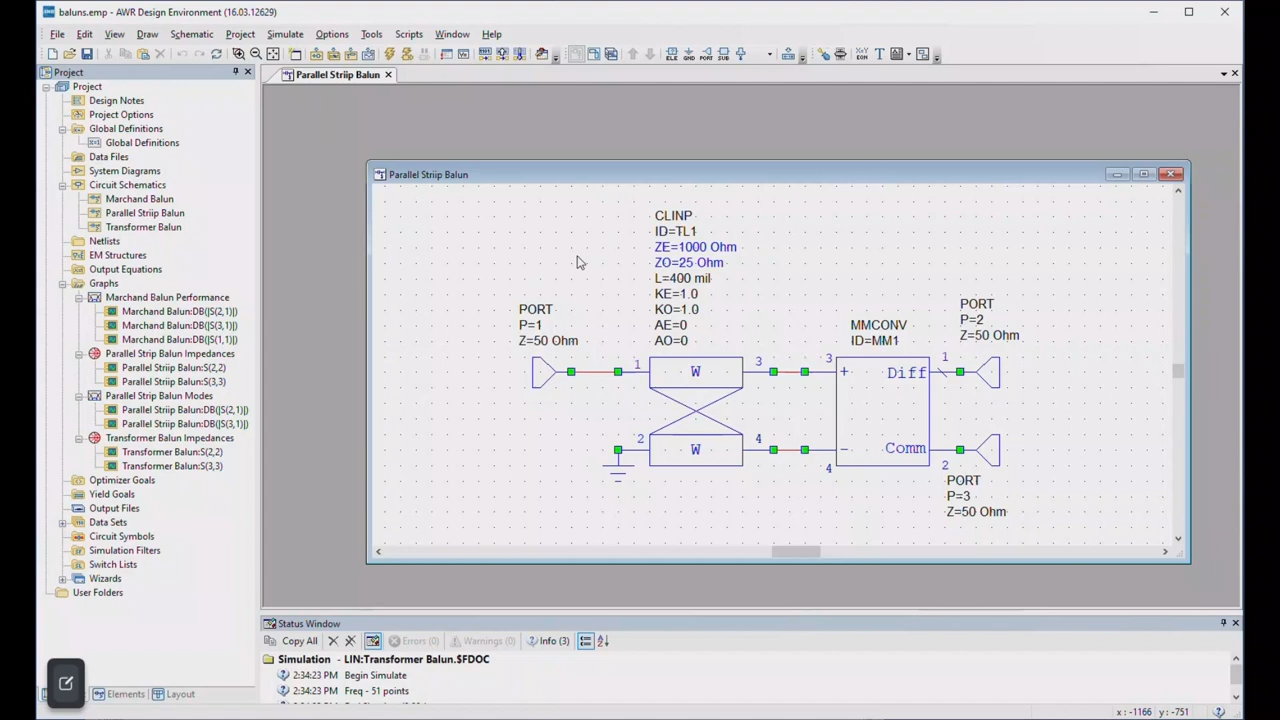 baluns.emp - AWR Design Environment (16.03.12629)
File Edit View Draw Schematic Project Simulate Options Tools Scripts Window Help
Project
Project
Design Notes
Project Options
Global Definitions
Global Definitions
Data Files
System Diagrams
Circuit Schematics
Marchand Balun
Parallel Striip Balun
Transformer Balun
Netlists
EM Structures
Output Equations
Graphs
Marchand Balun Performance
Marchand Balun:DB(|S(2,1)|)
Marchand Balun:DB(|S(3,1)|)
Marchand Balun:DB(|S(1,1)|)
Parallel Strip Balun Impedances
Parallel Striip Balun:S(2,2)
Parallel Striip Balun:S(3,3)
Parallel Strip Balun Modes
Parallel Striip Balun:DB(|S(2,1)|)
Parallel Striip Balun:DB(|S(3,1)|)
Transformer Balun Impedances
Transformer Balun:S(2,2)
Transformer Balun:S(3,3)
Optimizer Goals
Yield Goals
Output Files
Data Sets
Circuit Symbols
Simulation Filters
Switch Lists
Wizards
User Folders
Elements Layout
Parallel Striip Balun
Parallel Striip Balun
CLINP
ID=TL1
ZE=1000 Ohm
ZO=25 Ohm
L=400 mil
KE=1.0
KO=1.0
AE=0
AO=0
PORT
P=1
Z=50 Ohm
MMCONV
ID=MM1
PORT
P=2
Z=50 Ohm
1 W 3 3 + Diff 1
2 W 4 4 - Comm 2
PORT
P=3
Z=50 Ohm
Status Window
Copy All Errors (0) Warnings (0) Info (3)
Simulation - LIN:Transformer Balun.$FDOC
2:34:23 PM Begin Simulate
2:34:23 PM Freq - 51 points
x : -1166 y : -751